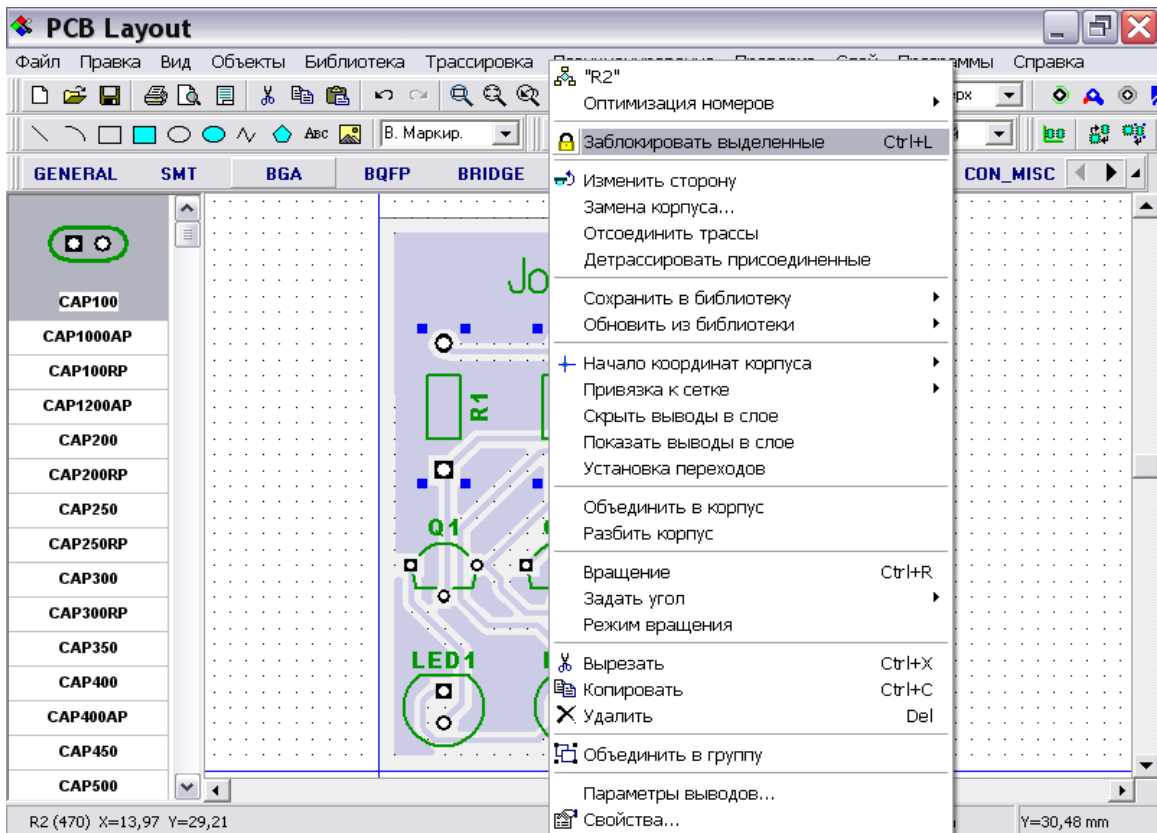 PCB Layout
Файл Правка Вид Объекты Библиотека Трассировка Справка
"R2"
Оптимизация номеров
ABC В. Маркир.
Заблокировать выделенные Ctrl+L
GENERAL SMT BGA BQFP BRIDGE CON_MISC
Изменить сторону
Замена корпуса...
Отсоединить трассы
Детрассировать присоединенные
Jo
CAP100
Сохранить в библиотеку
Обновить из библиотеки
CAP1000AP
CAP100RP
Начало координат корпуса
Привязка к сетке
R1
CAP1200AP
Скрыть выводы в слое
CAP200
Показать выводы в слое
CAP200RP
Установка переходов
CAP250
Объединить в корпус
Q1
Разбить корпус
CAP250RP
CAP300
Вращение Ctrl+R
Задать угол
CAP300RP
Режим вращения
CAP350
LED1
Вырезать Ctrl+X
CAP400
Копировать Ctrl+C
CAP400AP
Удалить Del
CAP450
Объединить в группу
CAP500
Параметры выводов...
Свойства...
R2 (470) X=13,97 Y=29,21
Y=30,48 mm